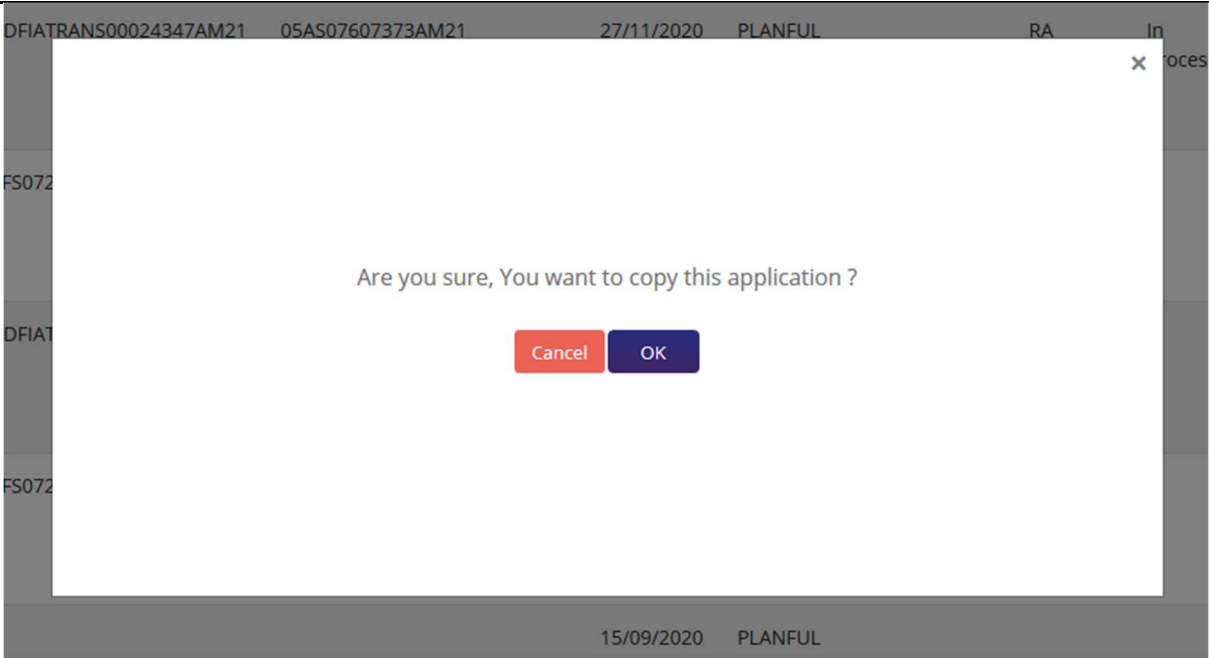 DFIATRANS00024347AM21 05AS07607373AM21 27/11/2020 PLANFUL RA In
×
roces
FS072
Are you sure, You want to copy this application ?
DFIAT
Cancel OK
FS072
15/09/2020 PLANFUL